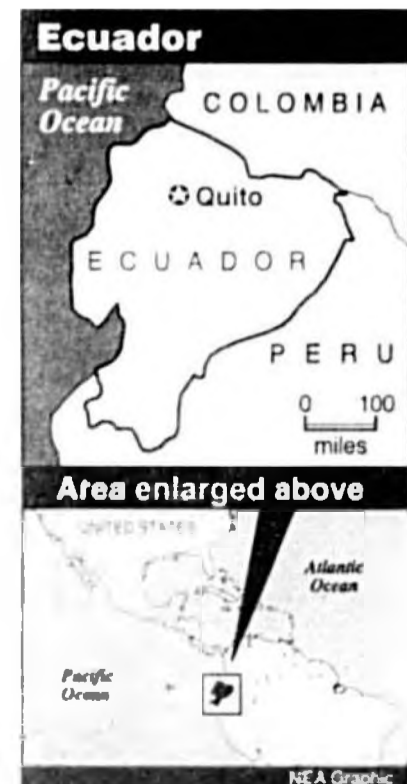 Ecuador
Pacific
Ocean
COLOMBIA
Quito
ECUADOR
PERU
0 100
miles
Area enlarged above
UNITED STATES
Atlantic
Ocean
Pacific
Ocean
NEA Graphic